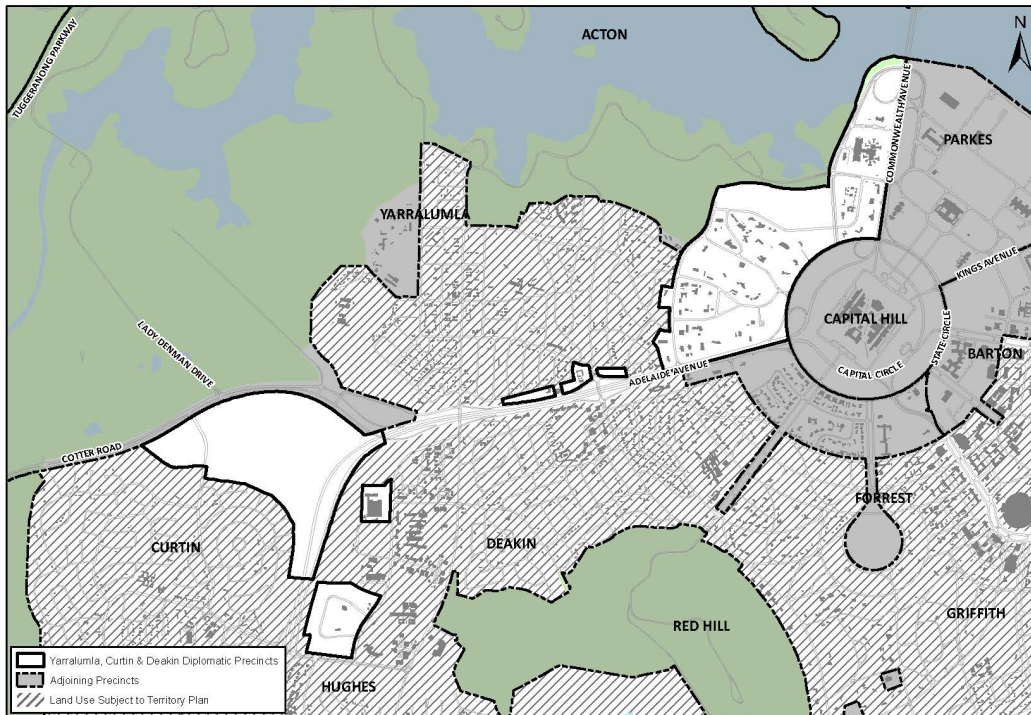 N
ACTON
TUGGERANONG PARKWAY
COMMONWEALTH AVENUE
PARKES
YARRALUMLA
KINGS AVENUE
CAPITAL HILL
STATE CIRCLE
BARTON
LADY DENMAN DRIVE
CAPITAL CIRCLE
ADELAIDE AVENUE
COTTER ROAD
FORREST
CURTIN
DEAKIN
GRIFFITH
RED HILL
HUGHES
Yarralumla, Curtin & Deakin Diplomatic Precincts
Adjoining Precincts
Land Use Subject to Territory Plan